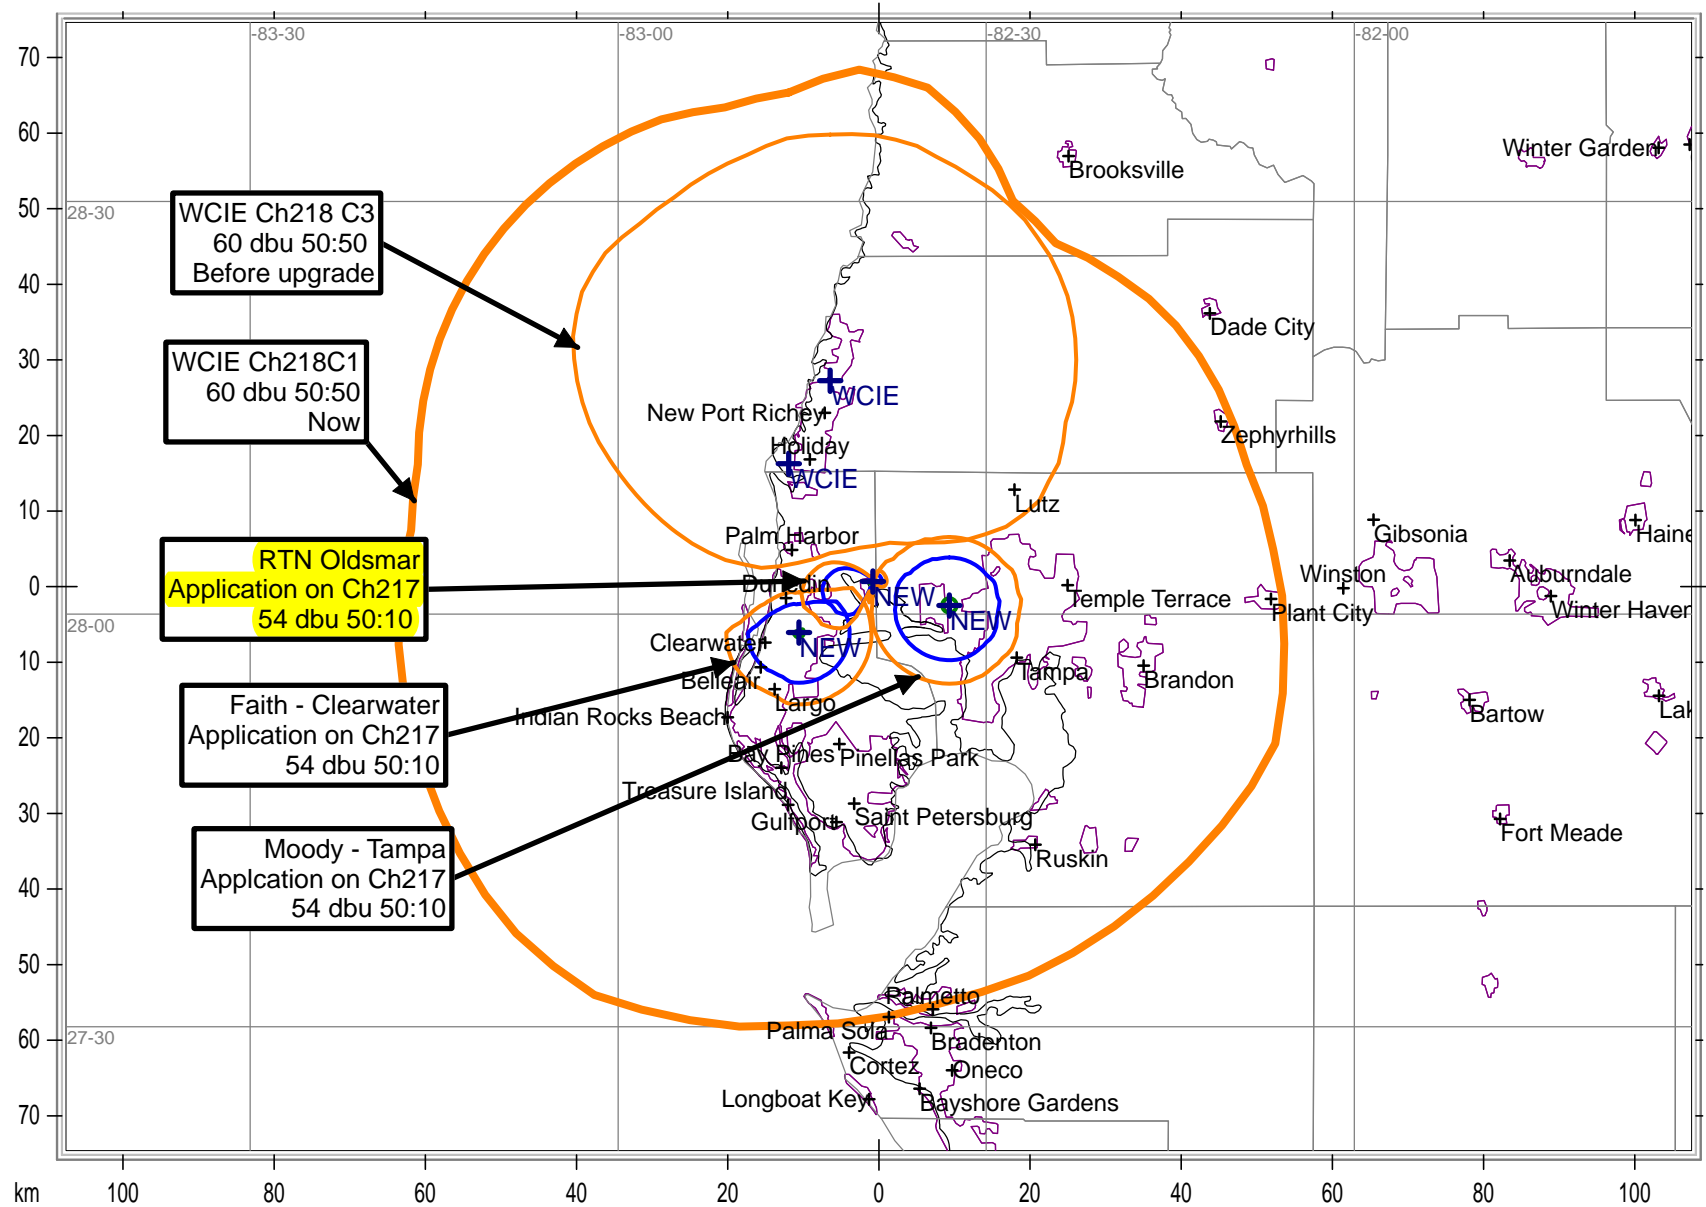 -83-30
-83-00
-82-30
-82-00
70
60
50
40
30
20
10
0
10
20
30
40
50
60
70
28-30
28-00
27-30
WCIE Ch218 C3
60 dbu 50:50
Before upgrade
WCIE Ch218C1
60 dbu 50:50
Now
RTN Oldsmar
Application on Ch217
54 dbu 50:10
Faith - Clearwater
Application on Ch217
54 dbu 50:10
Moody - Tampa
Applcation on Ch217
54 dbu 50:10
Brooksville
Winter Garden
Dade City
WCIE
New Port Richey
Zephyrhills
Holiday
WCIE
Lutz
Palm Harbor
Gibsonia
Haine
Dunedin
NEW
Temple Terrace
Winston
Plant City
Auburndale
Winter Haven
NEW
Clearwater
NEW
Belleair
Tampa
Brandon
Largo
Indian Rocks Beach
Bartow
Lak
Bay Pines
Pinellas Park
Treasure Island
Gulfport
Saint Petersburg
Fort Meade
Ruskin
Palmetto
Palma Sola
Bradenton
Cortez
Oneco
Longboat Key
Bayshore Gardens
km
100
80
60
40
20
0
20
40
60
80
100